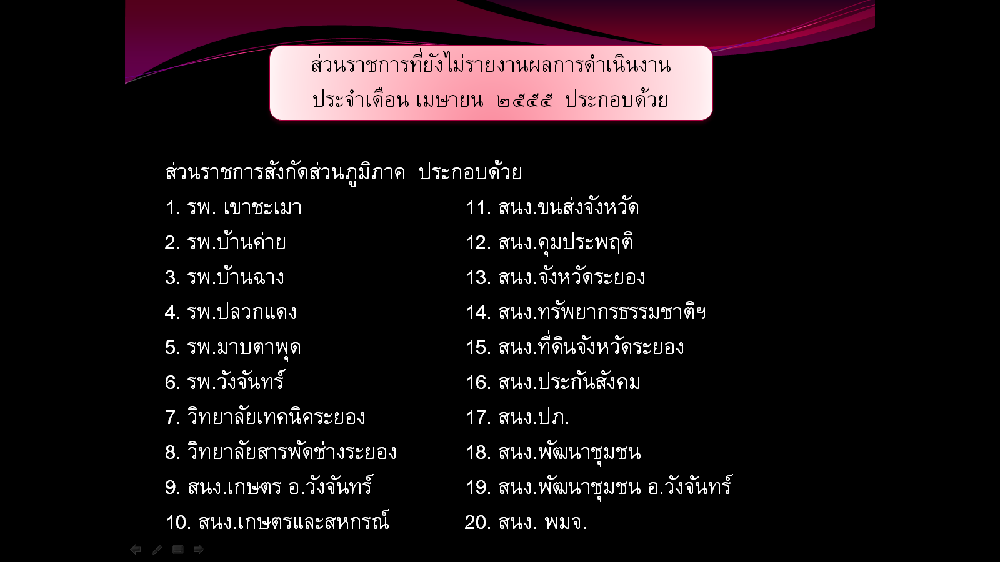 ส่วนราชการที่ยังไม่รายงานผลการดำเนินงาน
ประจำเดือน เมษายน ๒๕๕๕ ประกอบด้วย
ส่วนราชการสังกัดส่วนภูมิภาค ประกอบด้วย
1. รพ. เขาชะเมา
2. รพ.บ้านค่าย
3. รพ.บ้านฉาง
4. รพ.ปลวกแดง
5. รพ.มาบตาพุด
6. รพ.วังจันทร์
7. วิทยาลัยเทคนิคระยอง
8. วิทยาลัยสารพัดช่างระยอง
9. สนง.เกษตร อ.วังจันทร์
10. สนง.เกษตรและสหกรณ์
11. สนง.ขนส่งจังหวัด
12. สนง.คุมประพฤติ
13. สนง.จังหวัดระยอง
14. สนง.ทรัพยากรธรรมชาติฯ
15. สนง.ที่ดินจังหวัดระยอง
16. สนง.ประกันสังคม
17. สนง.ปภ.
18. สนง.พัฒนาชุมชน
19. สนง.พัฒนาชุมชน อ.วังจันทร์
20. สนง. พมจ.